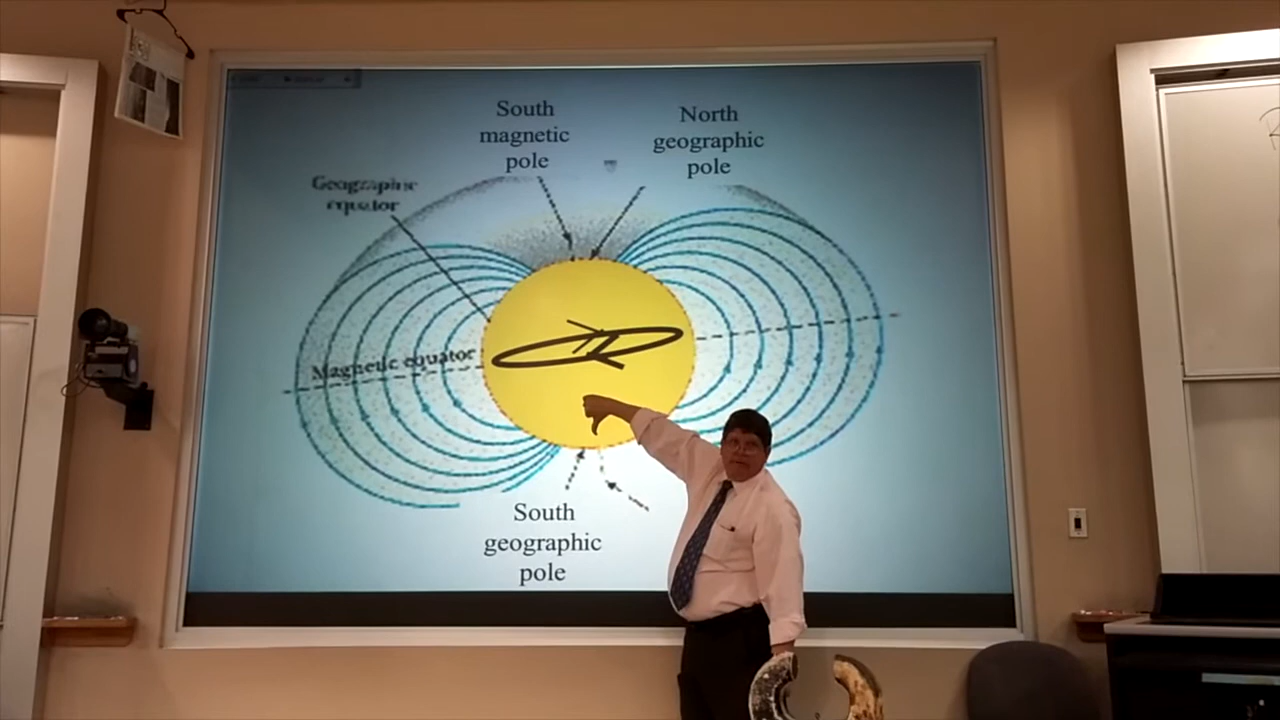 South
magnetic
pole
North
geographic
pole
Geographic
equator
Magnetic equator
South
geographic
pole